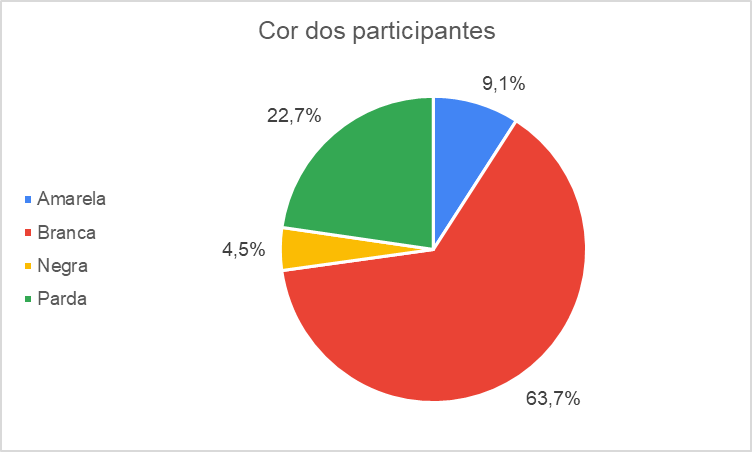 Cor dos participantes
9,1%
22,7%
Amarela
Branca
Negra
Parda
4,5%
63,7%